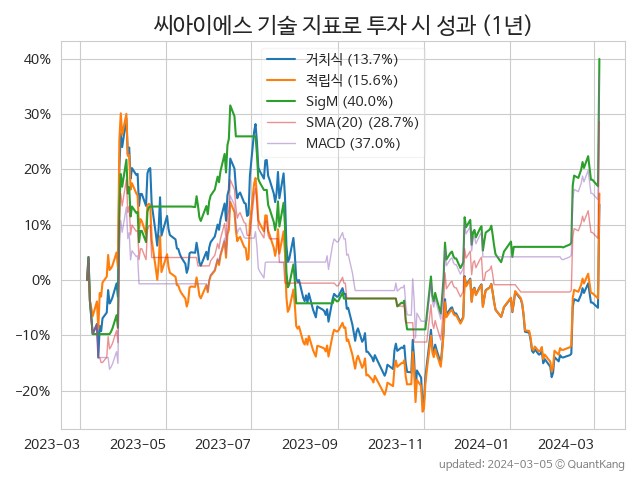 씨아이에스 기술 지표로 투자 시 성과 (1년)
거치식 (13.7%)
적립식 (15.6%)
SigM (40.0%)
SMA(20) (28.7%)
MACD (37.0%)
40%
30%
20%
10%
0%
−10%
−20%
2023-03 2023-05 2023-07 2023-09 2023-11 2024-01 2024-03
updated: 2024-03-05 ⓒ QuantKang